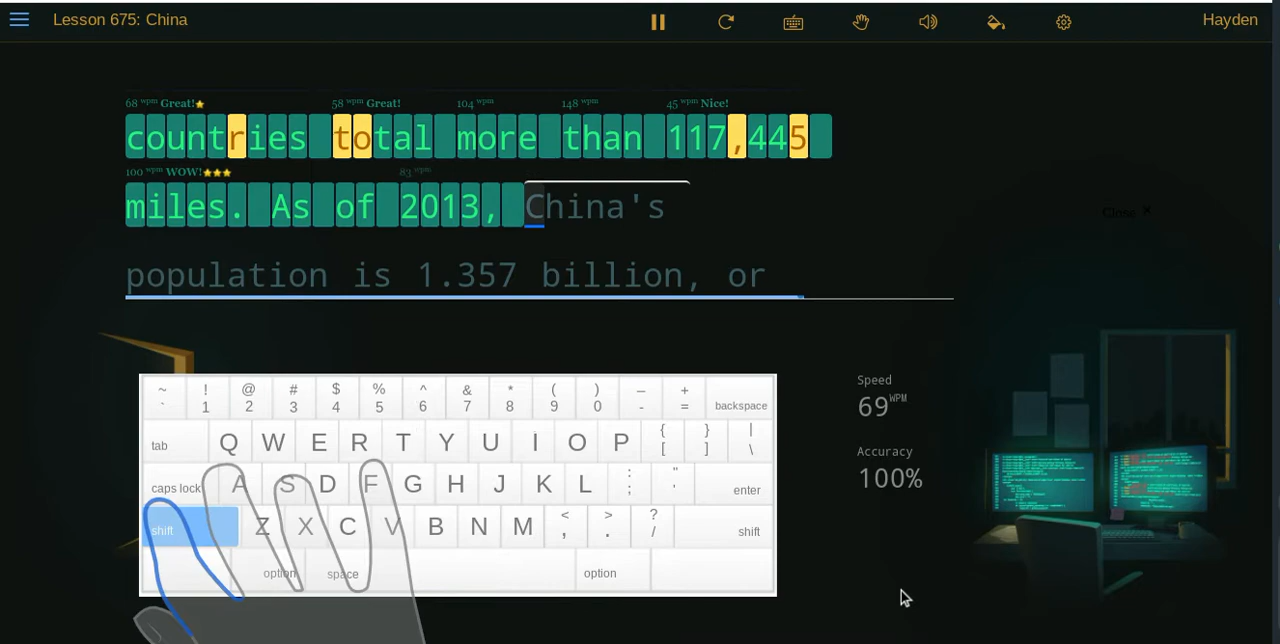 Lesson 675: China
Hayden
68 wpm Great! 58 wpm Great! 104 wpm 148 wpm 45 wpm Nice!
countries total more than 117,445
100 wpm WOW! 83 wpm
miles. As of 2013, China's
population is 1.357 billion, or
Close ×
Speed
69 WPM
Accuracy
100%
~ ! @ # $ % ^ & * ( ) – +
` 1 2 3 4 5 6 7 8 9 0 - = backspace
tab Q W E R T Y U I O P { [ } ] | \
caps lock A S D F G H J K L : ; " ' enter
shift Z X C V B N M < , > . ? / shift
option space option